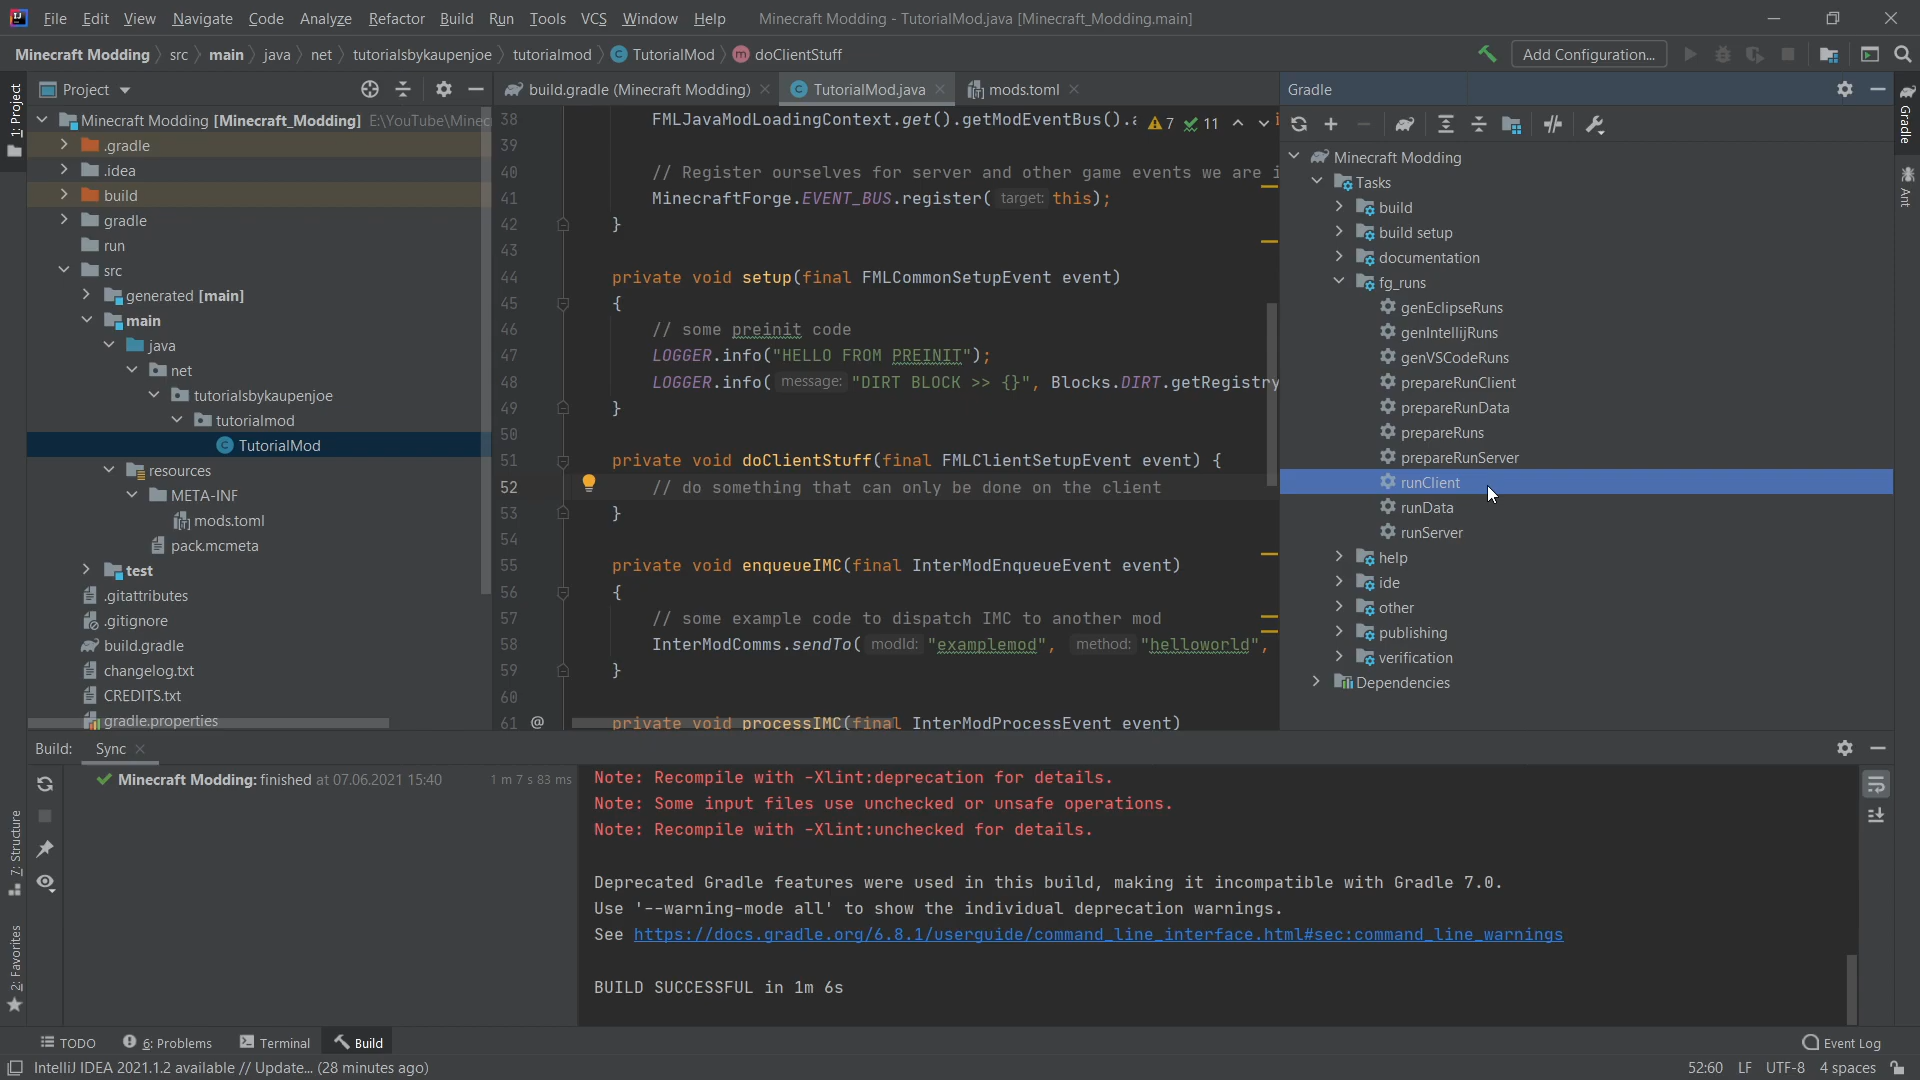 File Edit View Navigate Code Analyze Refactor Build Run Tools VCS Window Help Minecraft Modding - TutorialMod.java [Minecraft_Modding.main]
Minecraft Modding src main java net tutorialsbykaupenjoe tutorialmod TutorialMod doClientStuff Add Configuration...
1: Project
Project
build.gradle (Minecraft Modding) TutorialMod.java mods.toml
Gradle
Gradle
Ant
Minecraft Modding [Minecraft_Modding] E:\YouTube\Minec
.gradle
.idea
build
gradle
run
src
generated [main]
main
java
net
tutorialsbykaupenjoe
tutorialmod
TutorialMod
resources
META-INF
mods.toml
pack.mcmeta
test
.gitattributes
.gitignore
build.gradle
changelog.txt
CREDITS.txt
gradle.properties
7 11
38 FMLJavaModLoadingContext.get().getModEventBus().
39
40 // Register ourselves for server and other game events we are i
41 MinecraftForge.EVENT_BUS.register( target: this);
42 }
43
44 private void setup(final FMLCommonSetupEvent event)
45 {
46 // some preinit code
47 LOGGER.info("HELLO FROM PREINIT");
48 LOGGER.info( message: "DIRT BLOCK >> {}", Blocks.DIRT.getRegistry
49 }
50
51 private void doClientStuff(final FMLClientSetupEvent event) {
52 // do something that can only be done on the client
53 }
54
55 private void enqueueIMC(final InterModEnqueueEvent event)
56 {
57 // some example code to dispatch IMC to another mod
58 InterModComms.sendTo( modId: "examplemod", method: "helloworld",
59 }
60
61 @ private void processIMC(final InterModProcessEvent event)
Minecraft Modding
Tasks
build
build setup
documentation
fg_runs
genEclipseRuns
genIntellijRuns
genVSCodeRuns
prepareRunClient
prepareRunData
prepareRuns
prepareRunServer
runClient
runData
runServer
help
ide
other
publishing
verification
Dependencies
Build: Sync
Minecraft Modding: finished at 07.06.2021 15:40 1 m 7 s 83 ms
Note: Recompile with -Xlint:deprecation for details.
Note: Some input files use unchecked or unsafe operations.
Note: Recompile with -Xlint:unchecked for details.
Deprecated Gradle features were used in this build, making it incompatible with Gradle 7.0.
Use '--warning-mode all' to show the individual deprecation warnings.
See https://docs.gradle.org/6.8.1/userguide/command_line_interface.html#sec:command_line_warnings
BUILD SUCCESSFUL in 1m 6s
7: Structure
2: Favorites
TODO 6: Problems Terminal Build Event Log
IntelliJ IDEA 2021.1.2 available // Update... (28 minutes ago) 52:60 LF UTF-8 4 spaces